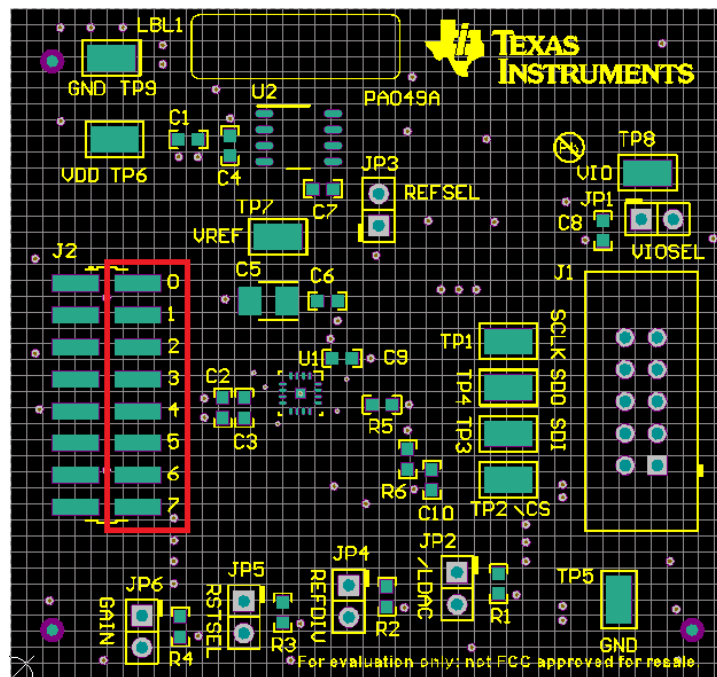 LBL1
TEXAS
INSTRUMENTS
GND TP9
U2
PA049A
C1
C4
VDD TP6
JP3
REFSEL
C7
TP8
VIO
JP1
C8
VIOSEL
TP7
VREF
J2
C5
C6
J1
0
1
2
3
4
5
6
7
U1
C9
C2
C3
R5
R6
C10
TP1
SCLK
TP4
SDO
TP3
SDI
TP2 \CS
JP6
GAIN
R4
JP5
RSTSEL
R3
JP4
REFDIV
R2
JP2
/LDAC
R1
TP5
GND
For evaluation only; not FCC approved for resale